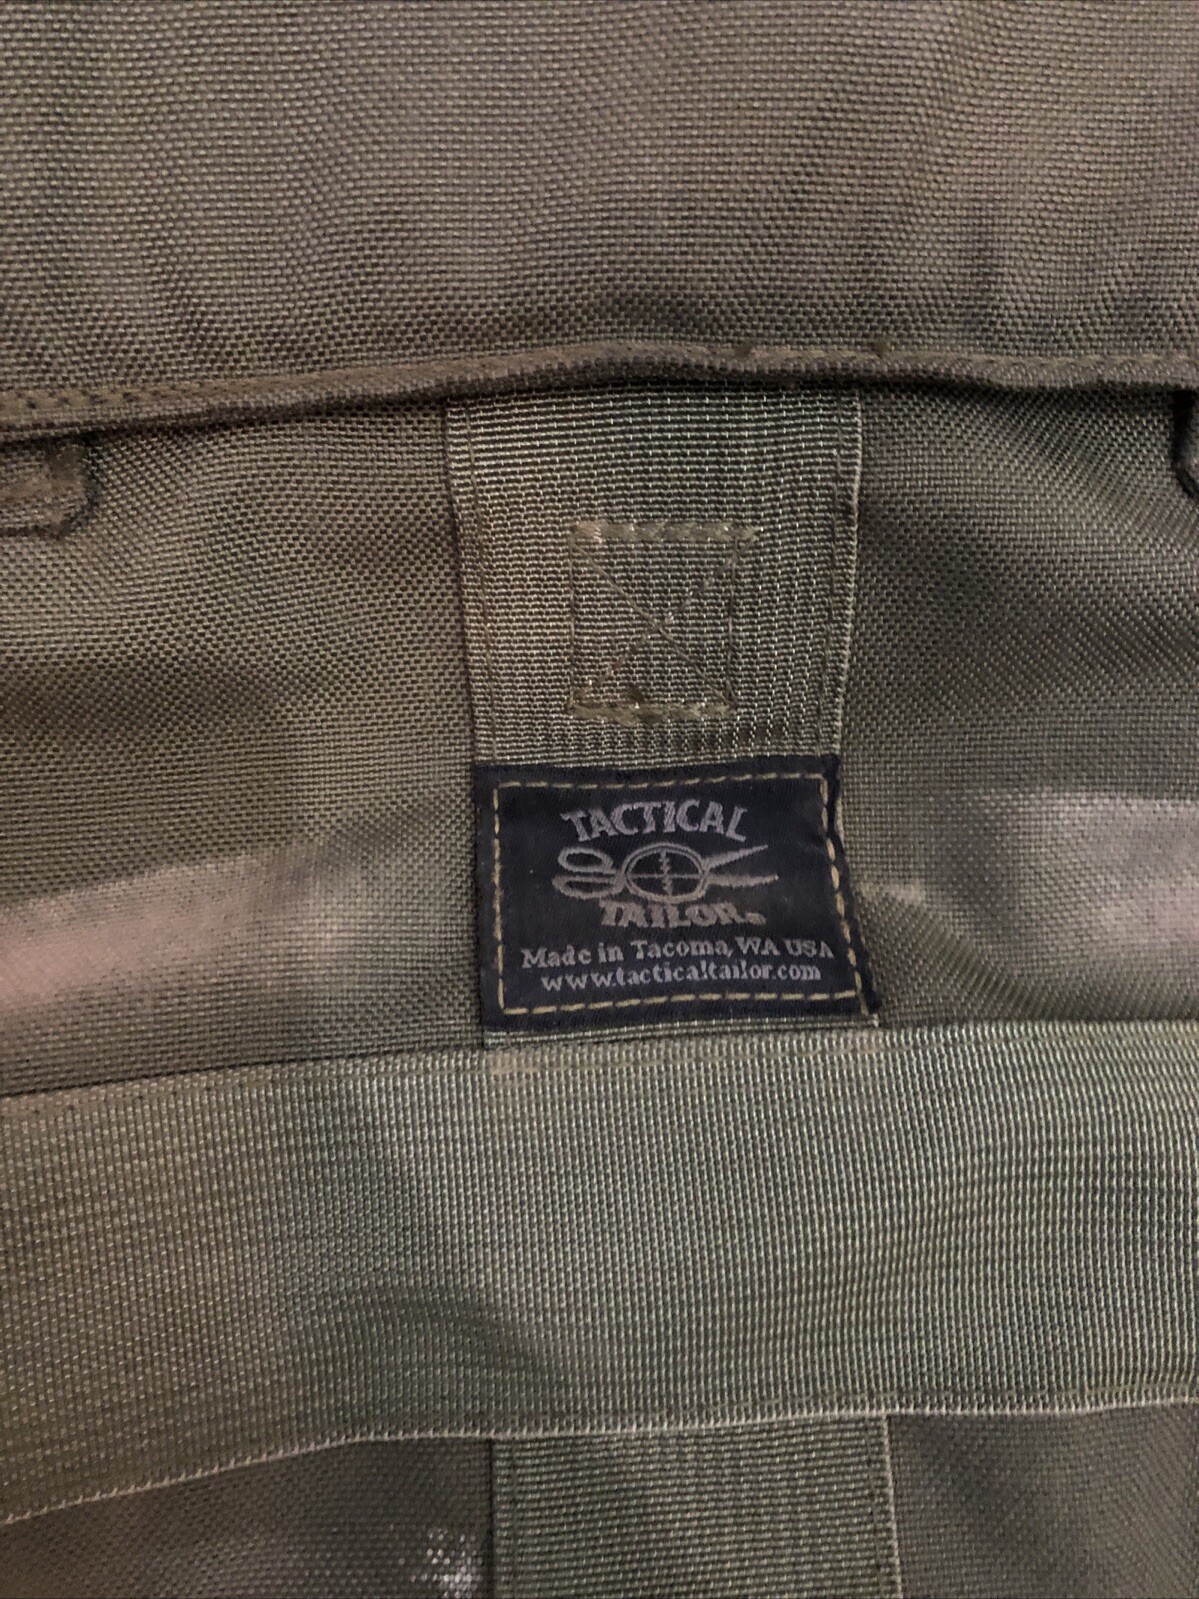 TACTICAL
TAILOR®
Made in Tacoma, WA USA
www.tacticaltailor.com